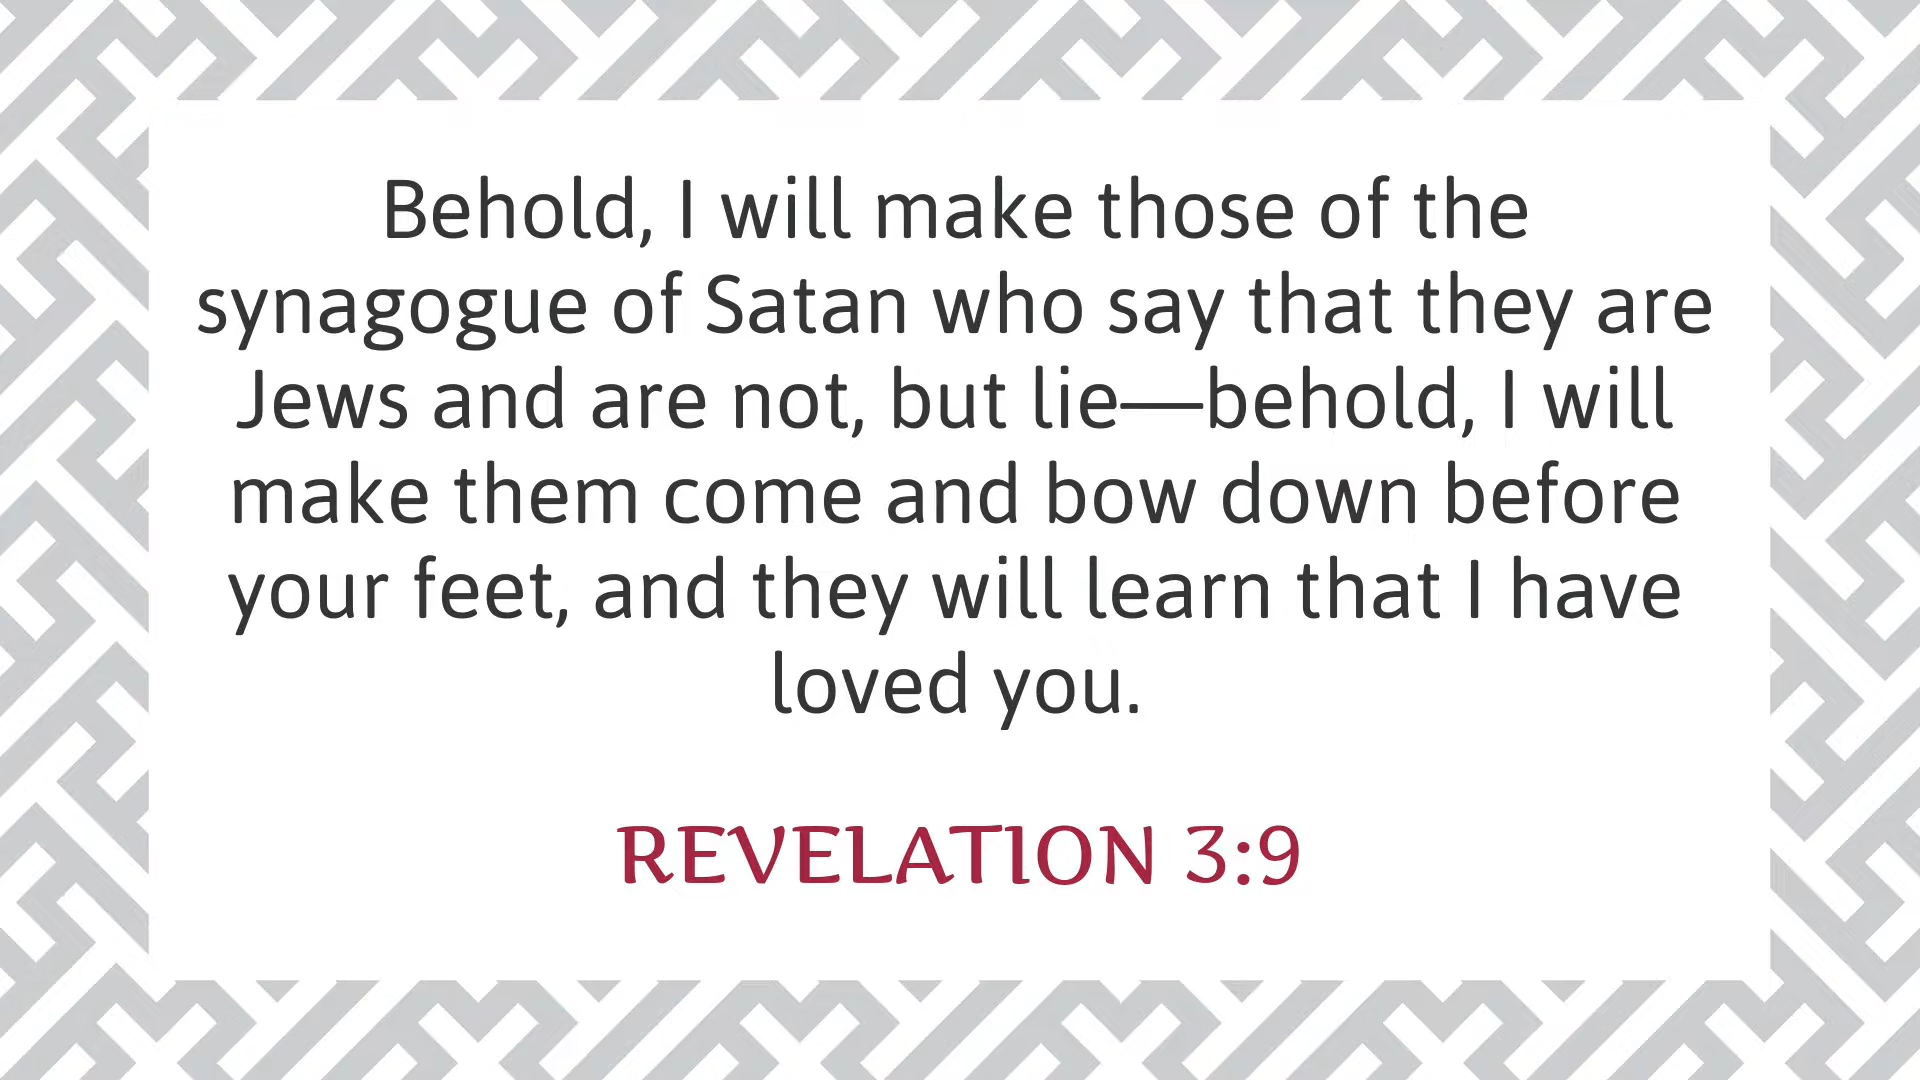 Behold, I will make those of the
synagogue of Satan who say that they are
Jews and are not, but lie—behold, I will
make them come and bow down before
your feet, and they will learn that I have
loved you.
REVELATION 3:9